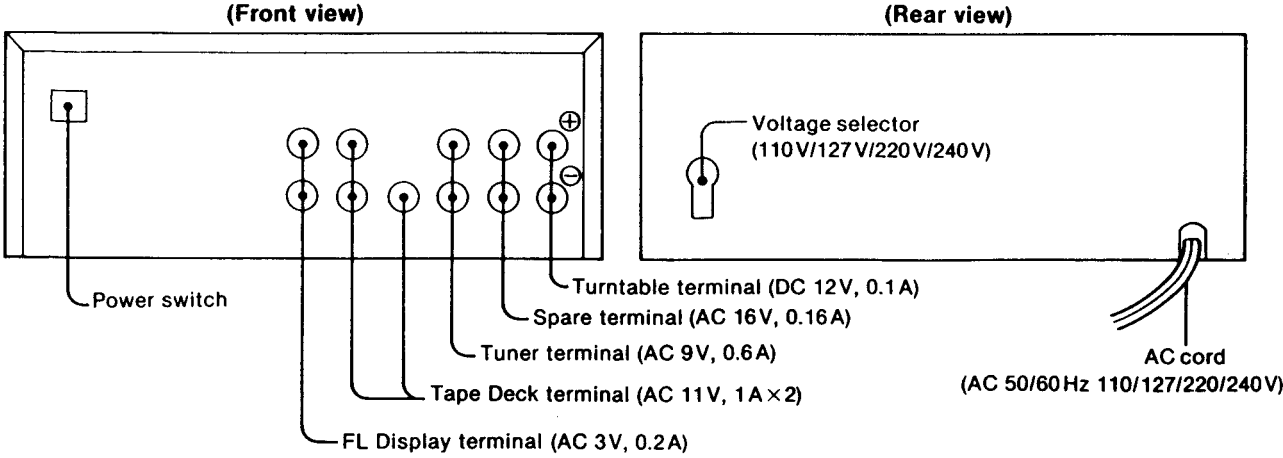 (Front view)
(Rear view)
⊕
⊖
Voltage selector
(110V/127V/220V/240V)
Power switch
Turntable terminal (DC 12V, 0.1A)
Spare terminal (AC 16V, 0.16A)
Tuner terminal (AC 9V, 0.6A)
Tape Deck terminal (AC 11V, 1A×2)
FL Display terminal (AC 3V, 0.2A)
AC cord
(AC 50/60Hz 110/127/220/240V)